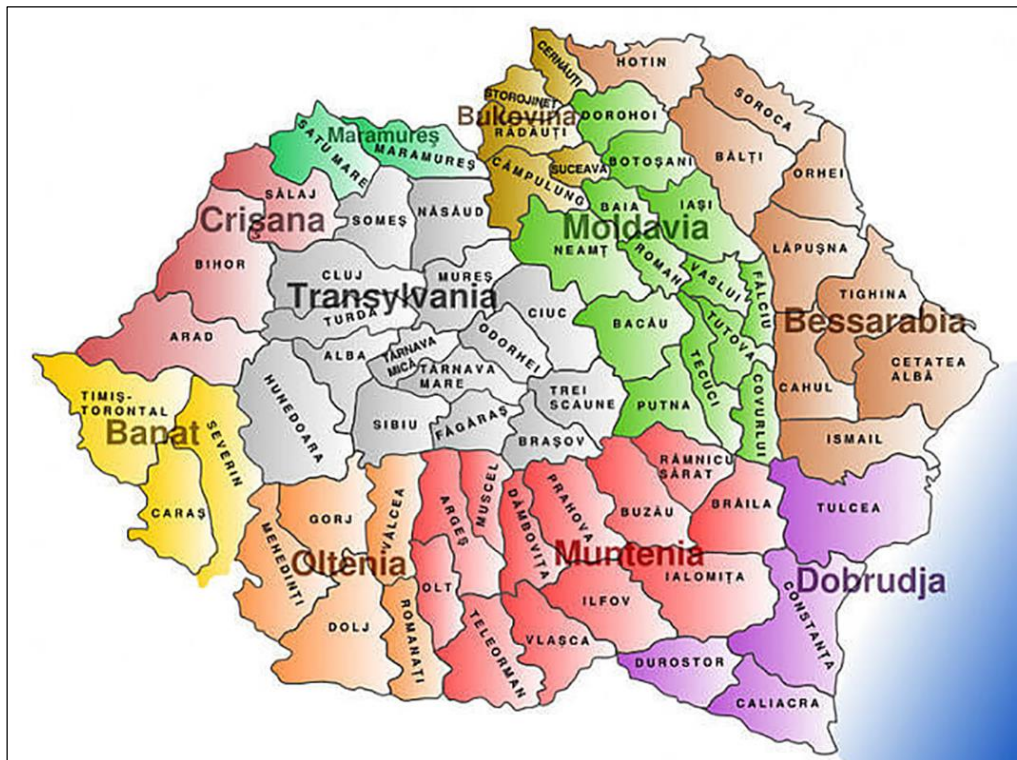 CERNĂUȚI
HOTIN
STOROJINEȚ
Bukovina
RĂDĂUȚI
DOROHOI
SOROCA
SATU MARE
Maramureş
MARAMUREȘ
CÂMPULUNG
SUCEAVA
BOTOȘANI
BĂLȚI
ORHEI
SĂLAJ
Crişana
SOMEȘ
NĂSĂUD
BAIA
IAȘI
Moldavia
BIHOR
CLUJ
MUREȘ
Transylvania
NEAMȚ
ROMAN
VASLUI
FĂLCIU
LĂPUȘNA
TIGHINA
Bessarabia
ARAD
TURDA
ALBA
TÂRNAVA
MICĂ
TÂRNAVA
MARE
ODORHEI
CIUC
BACĂU
TUTOVA
TECUCI
COVURLUI
CAHUL
CETATEA
ALBĂ
TIMIȘ-
TORONTAL
Banat
SEVERIN
CARAȘ
HUNEDOARA
SIBIU
FĂGĂRAȘ
TREI
SCAUNE
BRAȘOV
PUTNA
ISMAIL
MEHEDINȚI
GORJ
VÂLCEA
Oltenia
DOLJ
ROMANAȚI
ARGEȘ
MUSCEL
DÂMBOVIȚA
PRAHOVA
BUZĂU
RÂMNICU
SĂRAT
BRĂILA
Muntenia
OLT
TELEORMAN
VLAȘCA
ILFOV
IALOMIȚA
TULCEA
Dobrudja
CONSTANȚA
DUROSTOR
CALIACRA